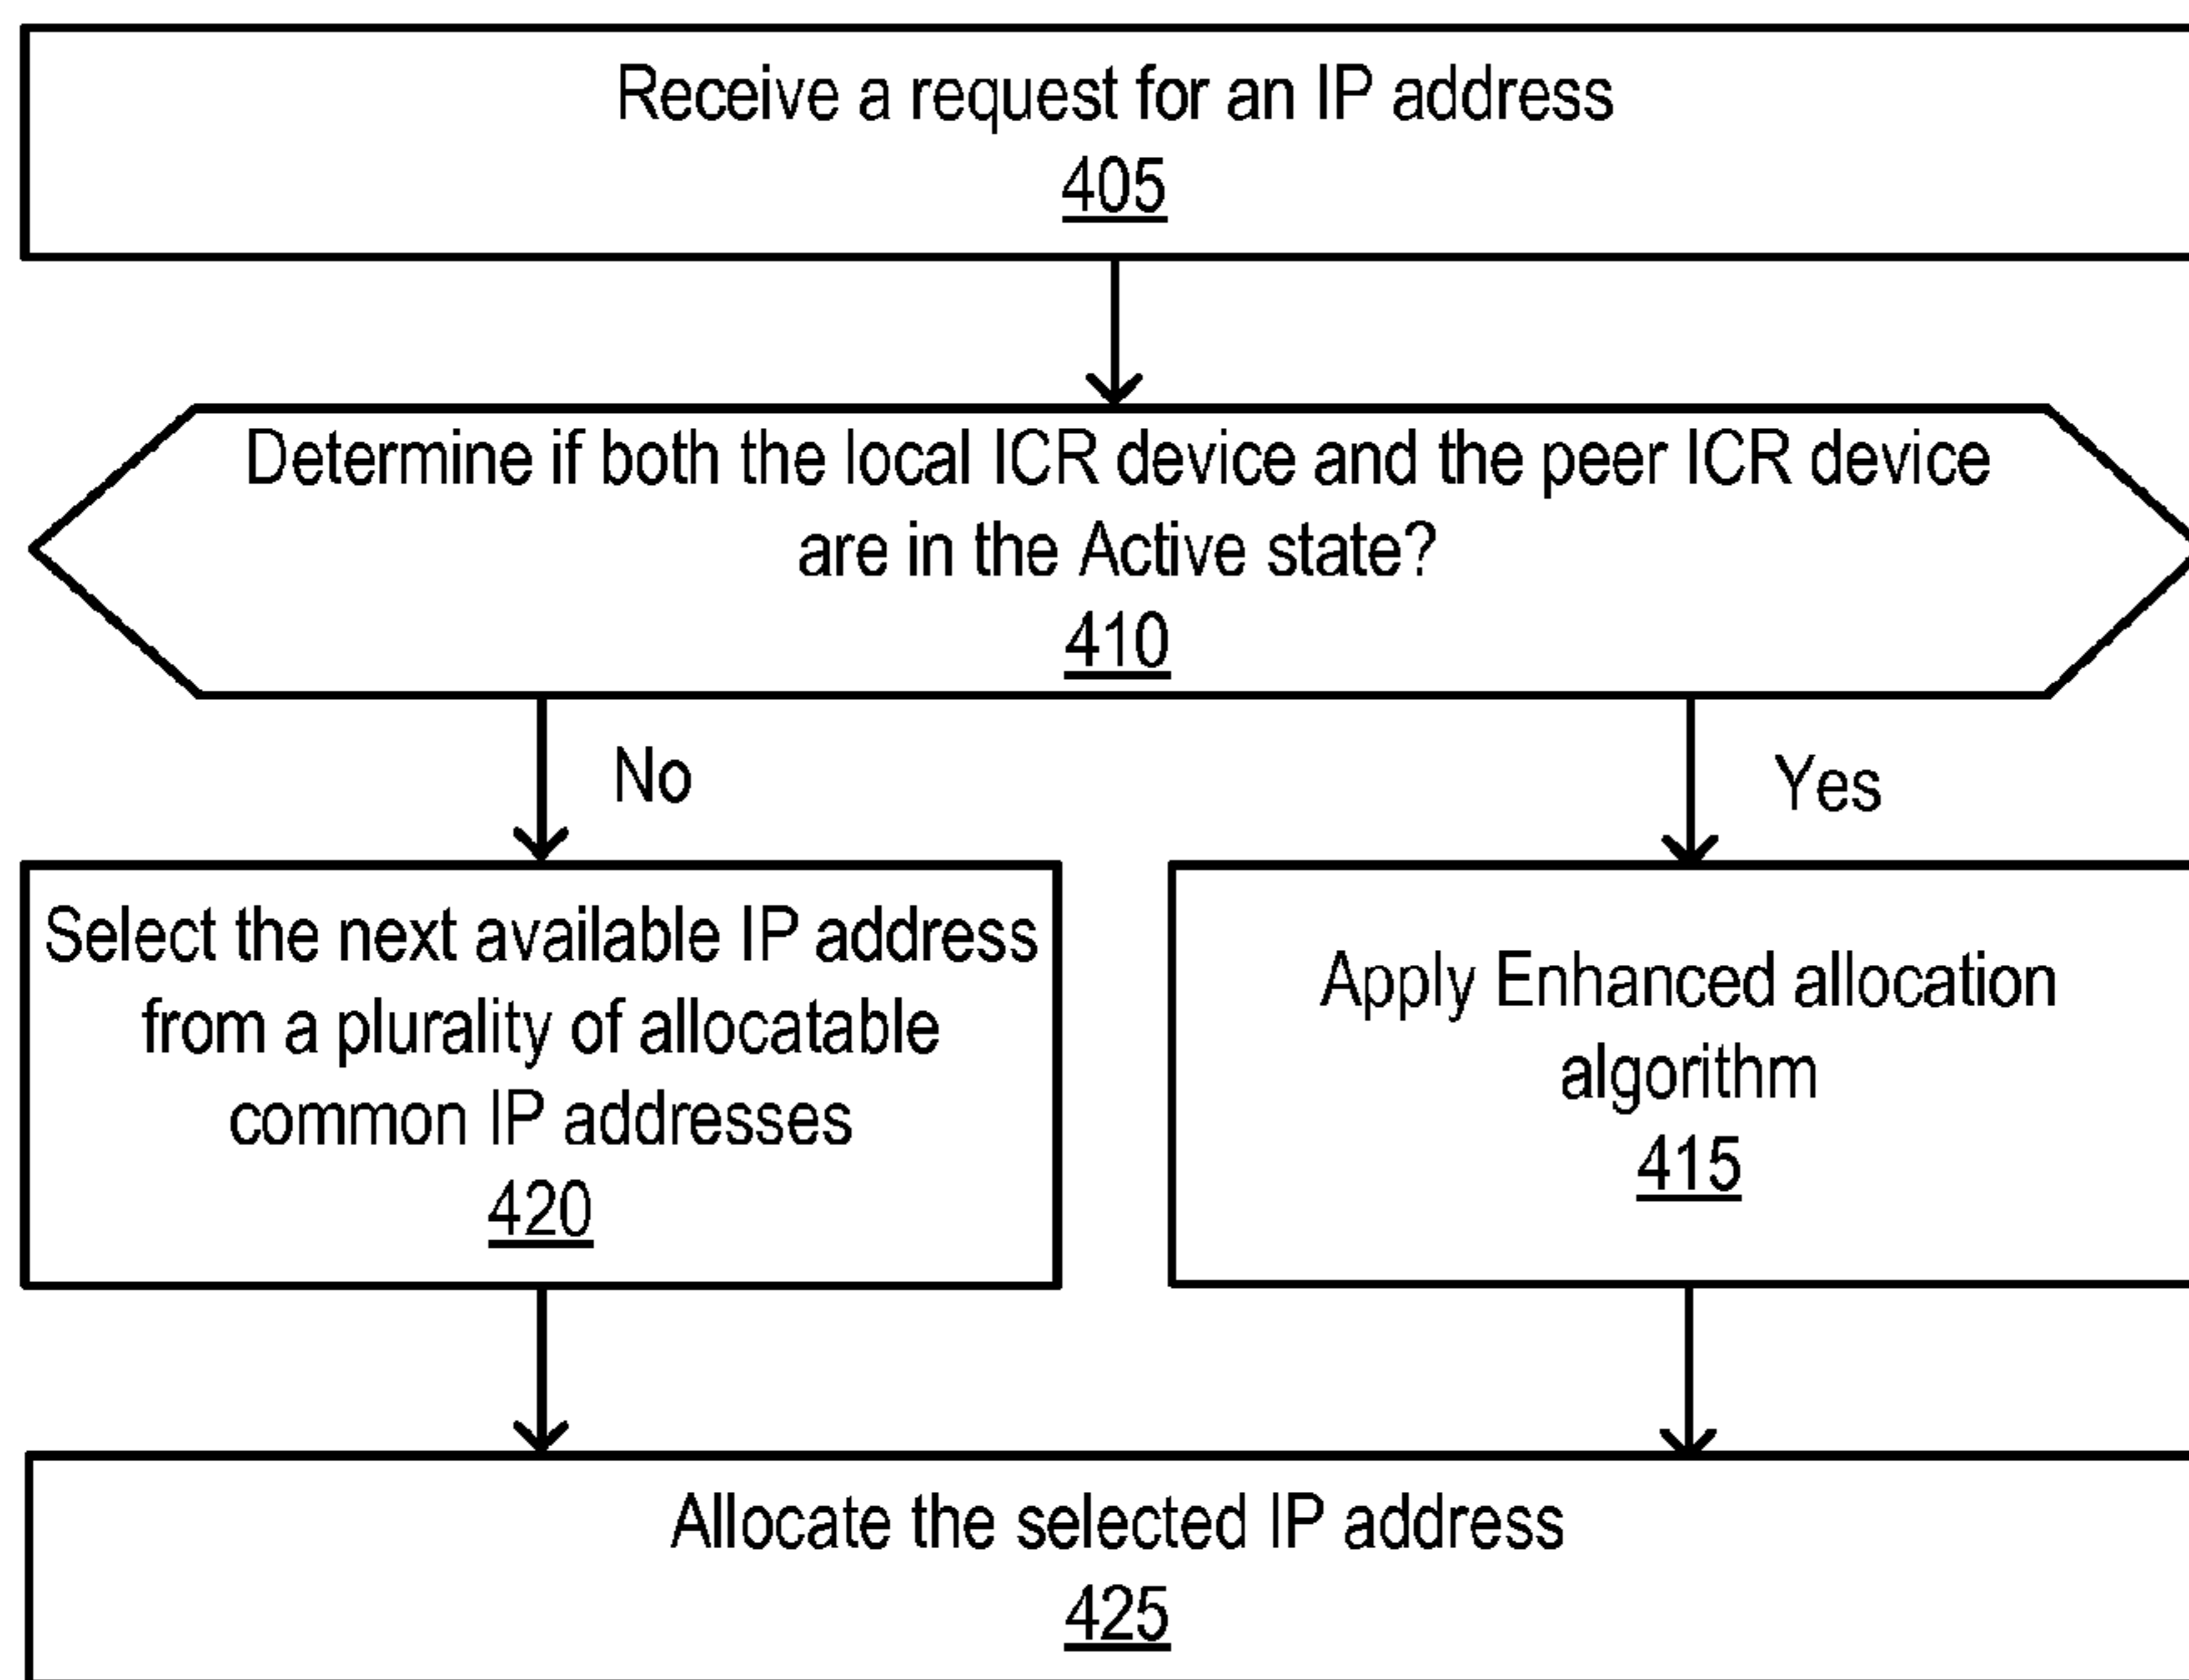 Receive a request for an IP address
405
Determine if both the local ICR device and the peer ICR device
are in the Active state?
410
No
Yes
Select the next available IP address
from a plurality of allocatable
common IP addresses
420
Apply Enhanced allocation
algorithm
415
Allocate the selected IP address
425